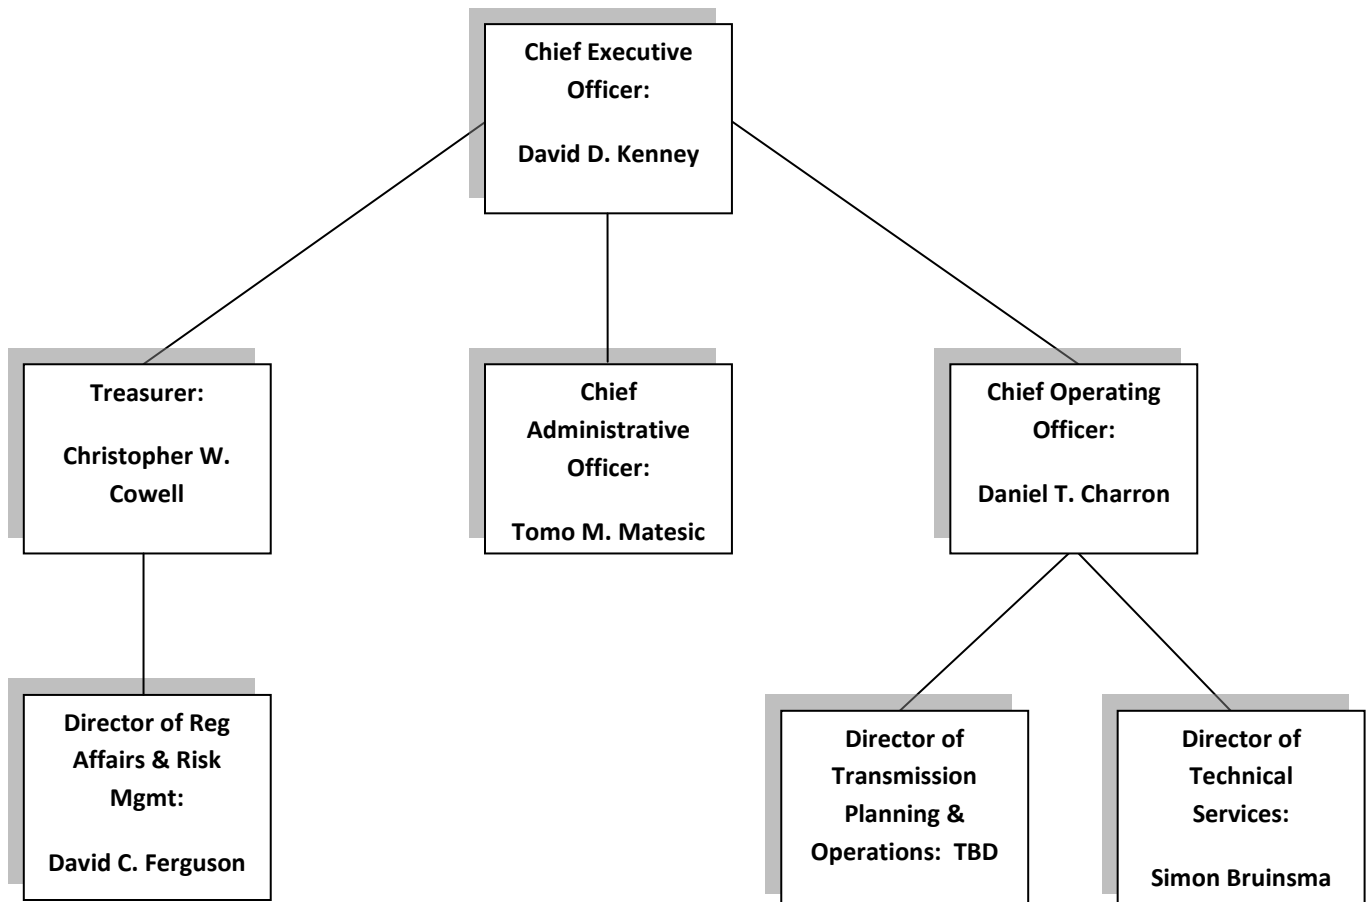 Chief Executive
Officer:
David D. Kenney
Treasurer:
Christopher W.
Cowell
Chief
Administrative
Officer:
Tomo M. Matesic
Chief Operating
Officer:
Daniel T. Charron
Director of Reg
Affairs & Risk
Mgmt:
David C. Ferguson
Director of
Transmission
Planning &
Operations: TBD
Director of
Technical
Services:
Simon Bruinsma